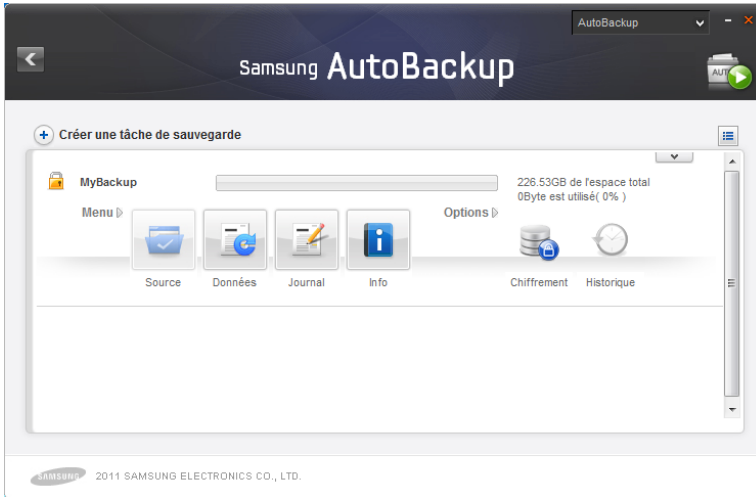 AutoBackup
samsung AutoBackup
AUT
Créer une tâche de sauvegarde
MyBackup
226.53GB de l'espace total
0Byte est utilisé( 0% )
Menu
Options
Source
Données
Journal
Info
Chiffrement
Historique
SAMSUNG 2011 SAMSUNG ELECTRONICS CO., LTD.